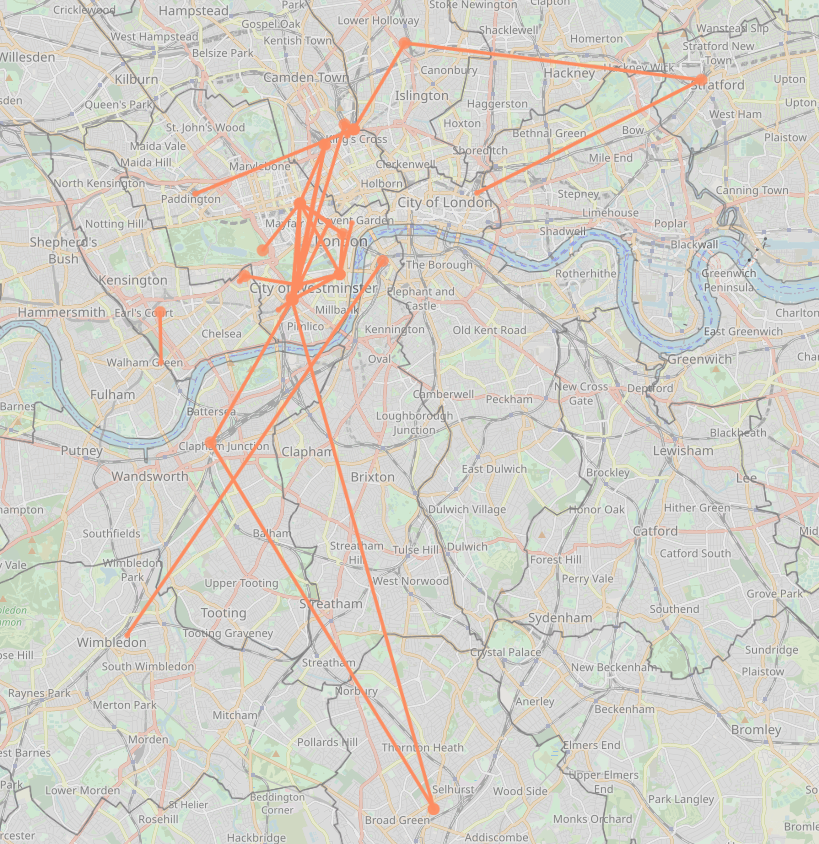 Cricklewood
Hampstead
Stoke Newington
Clapton
Wanstead Slip
Gospel Oak
Lower Holloway
Shacklewell
Homerton
West Hampstead
Kentish Town
Stratford New
Town
Willesden
Belsize Park
Hackney Wick
Kilburn
Camden Town
Canonbury
Hackney
Upton
Stratford
Queen's Park
Islington
Haggerston
Upton
West Ham
St. John's Wood
Hoxton
Bethnal Green
Bow
Plaistow
Maida Vale
King's Cross
Shoreditch
Maida Hill
Marylebone
Clerkenwell
Mile End
North Kensington
Holborn
Canning Town
Paddington
City of London
Stepney
Limehouse
Notting Hill
Mayfair
Covent Garden
Poplar
Shadwell
Shepherd's
Bush
London
Blackwall
Kensington
The Borough
Rotherhithe
Greenwich
Peninsula
City of Westminster
Elephant and
Castle
Hammersmith
Earl's Court
Millbank
Charlton
Chelsea
Pimlico
Kennington
Old Kent Road
East Greenwich
Walham Green
Oval
Greenwich
Fulham
Camberwell
Peckham
New Cross
Gate
Deptford
Barnes
Battersea
Loughborough
Junction
Blackheath
Putney
Clapham Junction
Clapham
Lewisham
East Dulwich
Wandsworth
Brixton
Brockley
Lee
Dulwich Village
Honor Oak
Hither Green
Southfields
Balham
Streatham
Hill
Tulse Hill
Dulwich
Catford
Catford South
Wimbledon
Park
Forest Hill
Upper Tooting
West Norwood
Perry Vale
Grove Park
Streatham
Tooting
Southend
Sydenham
Wimbledon
Tooting Graveney
Crystal Palace
Sundridge
South Wimbledon
Streatham
New Beckenham
Plaistow
Raynes Park
Norbury
Merton Park
Mitcham
Anerley
Beckenham
Bromley
Morden
Pollards Hill
Thornton Heath
Elmers End
Lower Morden
Beddington
Corner
Selhurst
Wood Side
Upper Elmers
End
Park Langley
St Helier
Rosehill
Broad Green
Monks Orchard
Hackbridge
Addiscombe